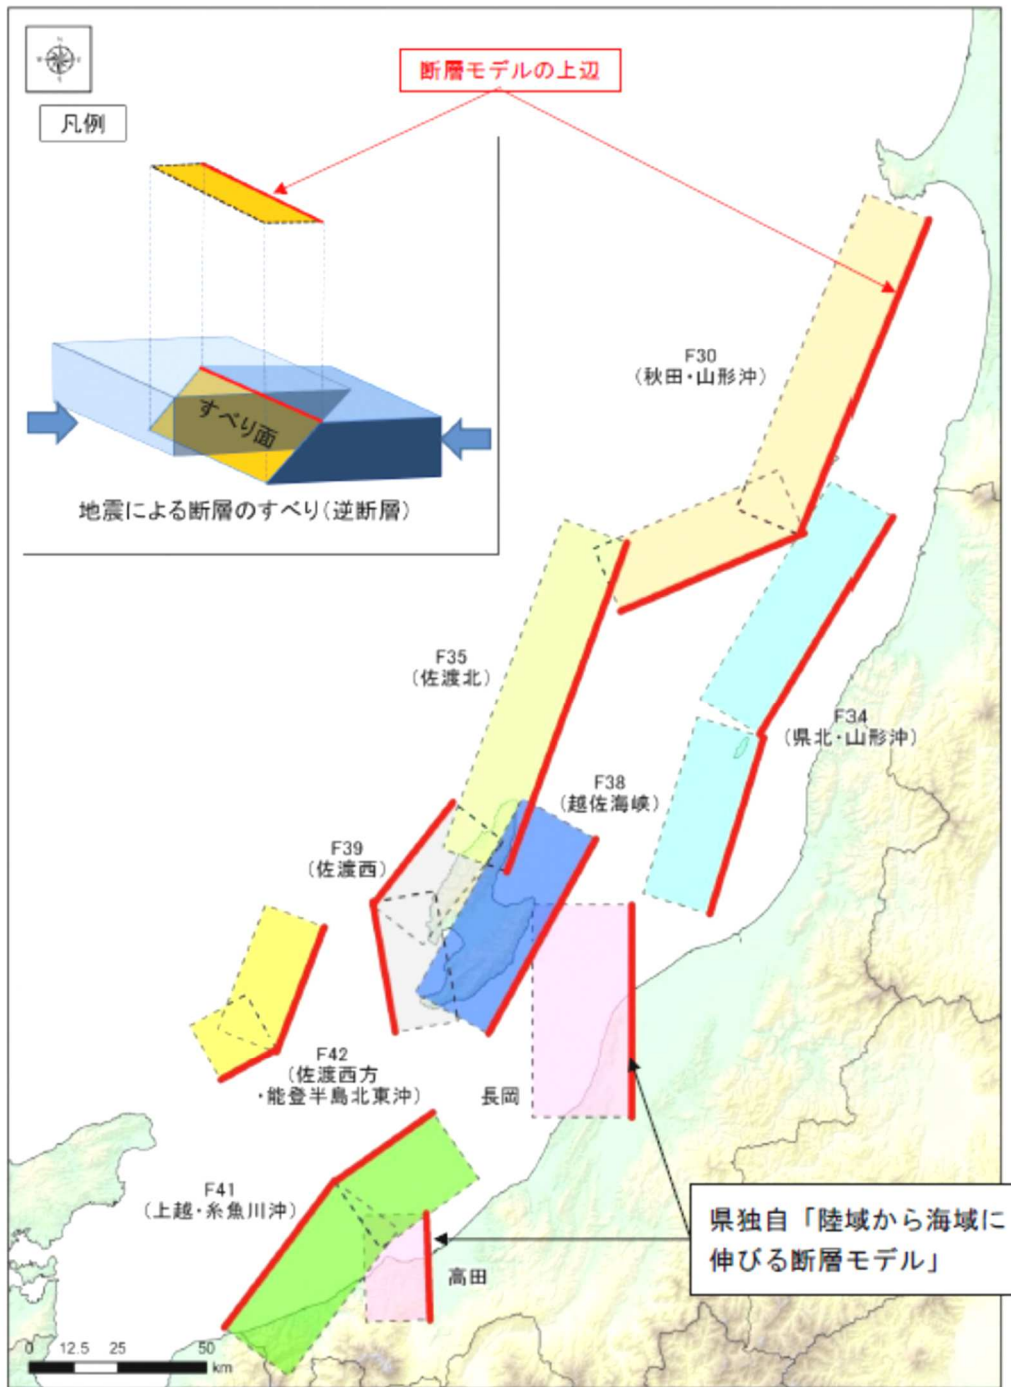 断層モデルの上辺
N
W
E
S
凡例
すべり面
地震による断層のすべり(逆断層)
F30
(秋田・山形沖)
F35
(佐渡北)
F34
(県北・山形沖)
F38
(越佐海峡)
F39
(佐渡西)
F42
(佐渡西方
・能登半島北東沖)
長岡
F41
(上越・糸魚川沖)
県独自「陸域から海域に
伸びる断層モデル」
高田
0 12.5 25 50
km